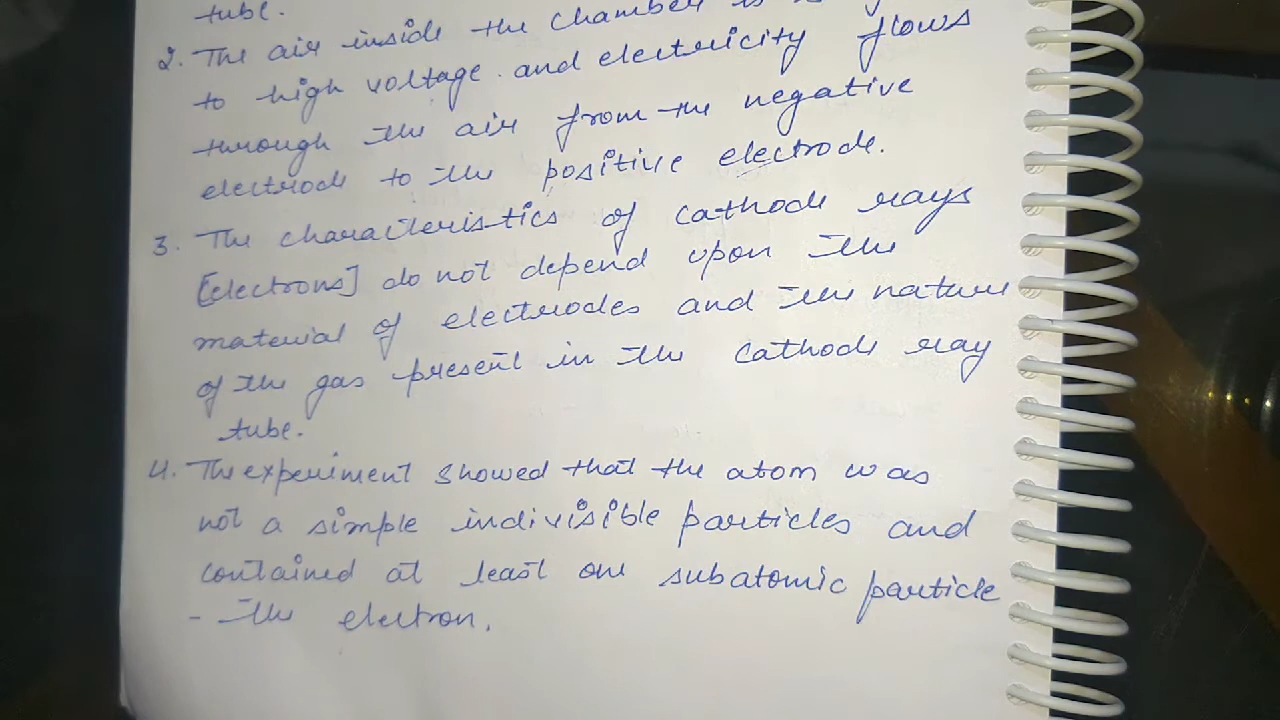 tube.
2. The air inside the chamber is
to high voltage. and electricity flows
through the air from the negative
electrode to the positive electrode.
3. The characteristics of cathode rays
[electrons] do not depend upon the
material of electrodes and the nature
of the gas present in the cathode ray
tube.
4. The experiment showed that the atom was
not a simple indivisible particles and
contained at least one subatomic particle
- the electron.